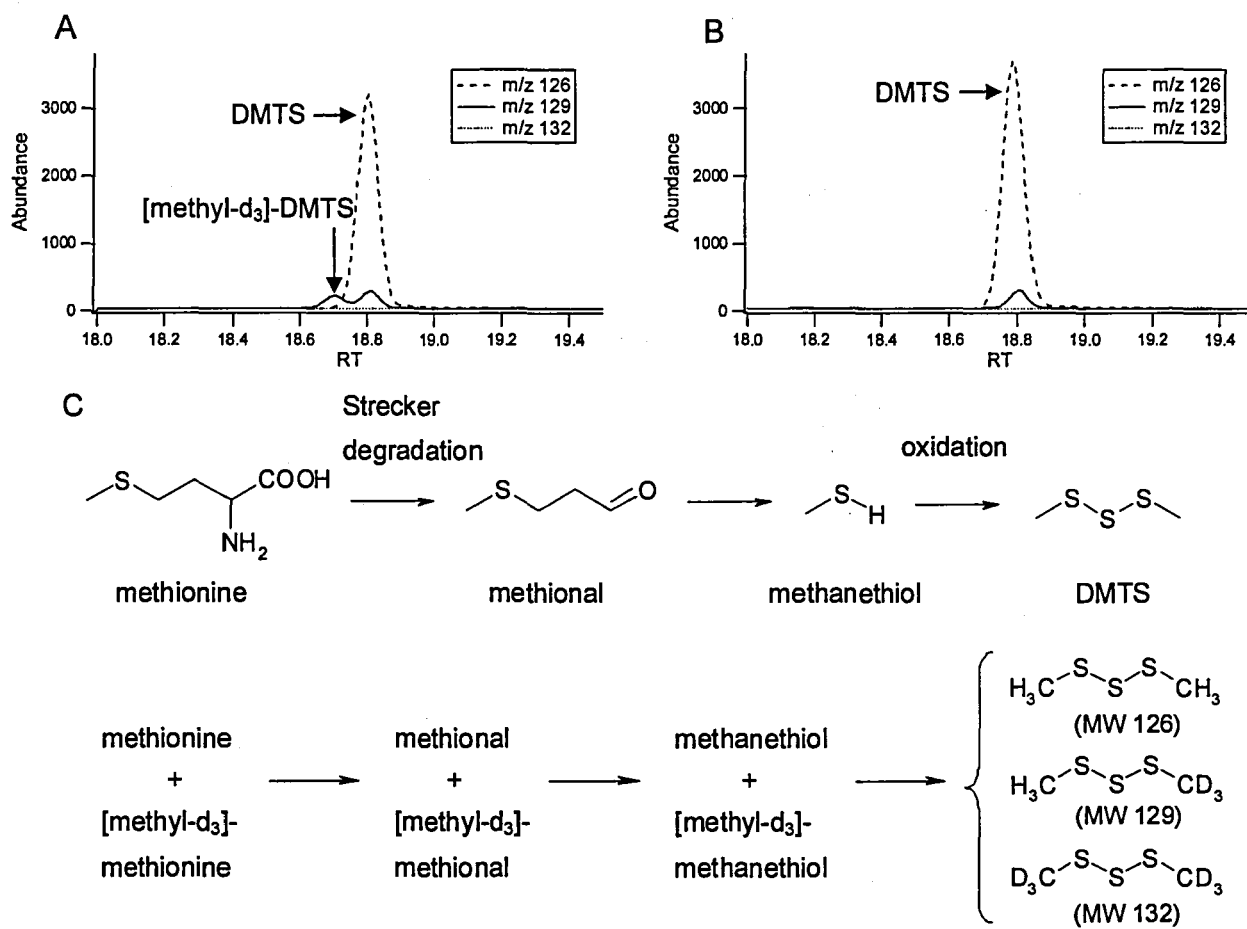 A
m/z 126
m/z 129
m/z 132
DMTS
[methyl-d3]-DMTS
Abundance
3000
2000
1000
0
18.0 18.2 18.4 18.6 18.8 19.0 19.2 19.4
RT
B
m/z 126
m/z 129
m/z 132
DMTS
Abundance
3000
2000
1000
0
18.0 18.2 18.4 18.6 18.8 19.0 19.2 19.4
RT
C
Strecker
degradation
oxidation
S COOH
NH2
S O
S H
S S S
methionine methional methanethiol DMTS
H3C S S S CH3
(MW 126)
methionine methional methanethiol
+ + +
[methyl-d3]- [methyl-d3]- [methyl-d3]-
methionine methional methanethiol
H3C S S S CD3
(MW 129)
D3C S S S CD3
(MW 132)